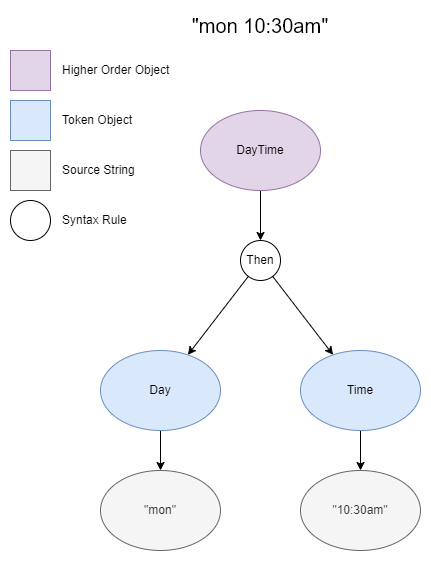 "mon 10:30am"
Higher Order Object
Token Object
Source String
Syntax Rule
DayTime
Then
Day
Time
"mon"
"10:30am"